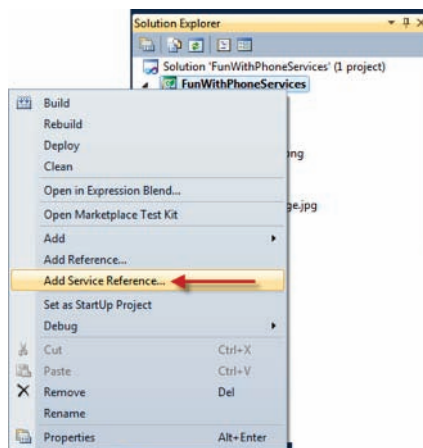 Solution Explorer
Solution 'FunWithPhoneServices' (1 project)
FunWithPhoneServices
Build
Rebuild
Deploy
Clean
ong
Open in Expression Blend...
Open Marketplace Test Kit
ge.jpg
Add
Add Reference...
Add Service Reference...
Set as StartUp Project
Debug
Cut Ctrl+X
Paste Ctrl+V
Remove Del
Rename
Properties Alt+Enter